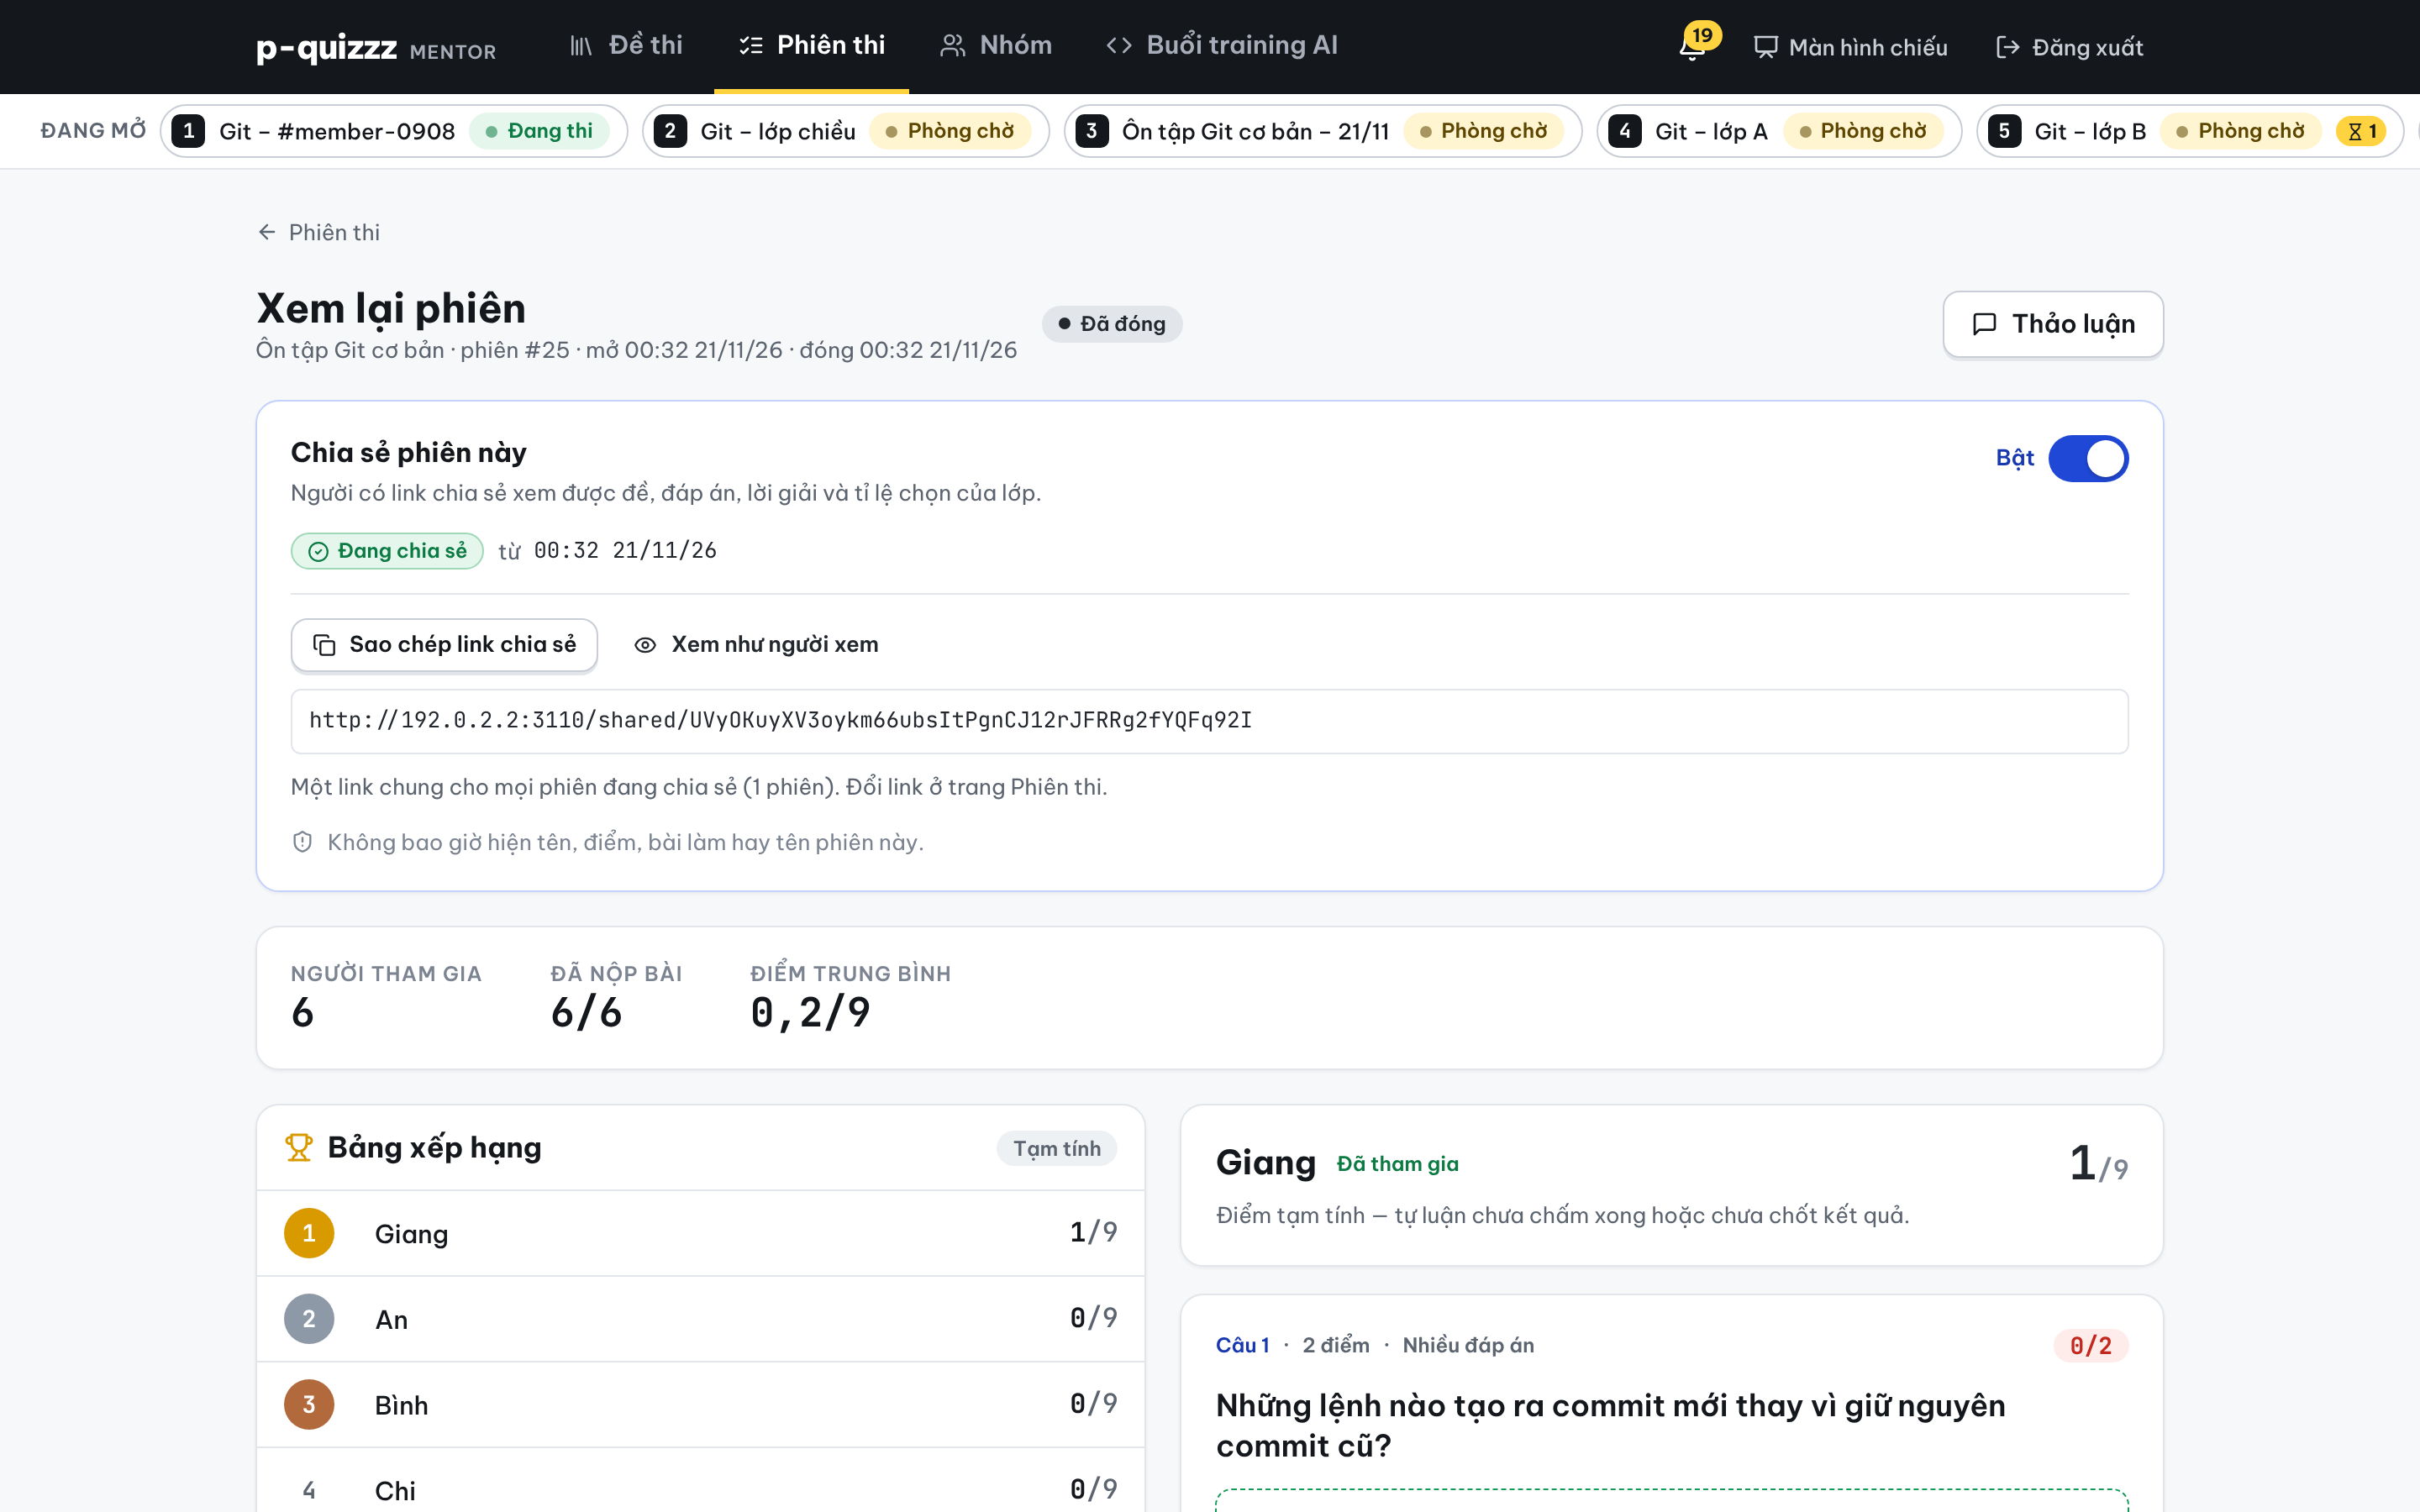 p-quizzz MENTOR Đề thi Phiên thi Nhóm Buổi training AI 19 Màn hình chiếu Đăng xuất
ĐANG MỞ 1 Git – #member-0908 Đang thi 2 Git – lớp chiều Phòng chờ 3 Ôn tập Git cơ bản – 21/11 Phòng chờ 4 Git – lớp A Phòng chờ 5 Git – lớp B Phòng chờ 1
Phiên thi
Xem lại phiên
Ôn tập Git cơ bản · phiên #25 · mở 00:32 21/11/26 · đóng 00:32 21/11/26
Đã đóng
Thảo luận
Chia sẻ phiên này
Bật
Người có link chia sẻ xem được đề, đáp án, lời giải và tỉ lệ chọn của lớp.
Đang chia sẻ từ 00:32 21/11/26
Sao chép link chia sẻ Xem như người xem
http://192.0.2.2:3110/shared/UVyOKuyXV3oykm66ubsItPgnCJ12rJFRRg2fYQFq92I
Một link chung cho mọi phiên đang chia sẻ (1 phiên). Đổi link ở trang Phiên thi.
Không bao giờ hiện tên, điểm, bài làm hay tên phiên này.
NGƯỜI THAM GIA ĐÃ NỘP BÀI ĐIỂM TRUNG BÌNH
6 6/6 0,2/9
Bảng xếp hạng Tạm tính
1 Giang 1/9
2 An 0/9
3 Bình 0/9
4 Chi 0/9
Giang Đã tham gia 1/9
Điểm tạm tính — tự luận chưa chấm xong hoặc chưa chốt kết quả.
Câu 1 · 2 điểm · Nhiều đáp án 0/2
Những lệnh nào tạo ra commit mới thay vì giữ nguyên
commit cũ?